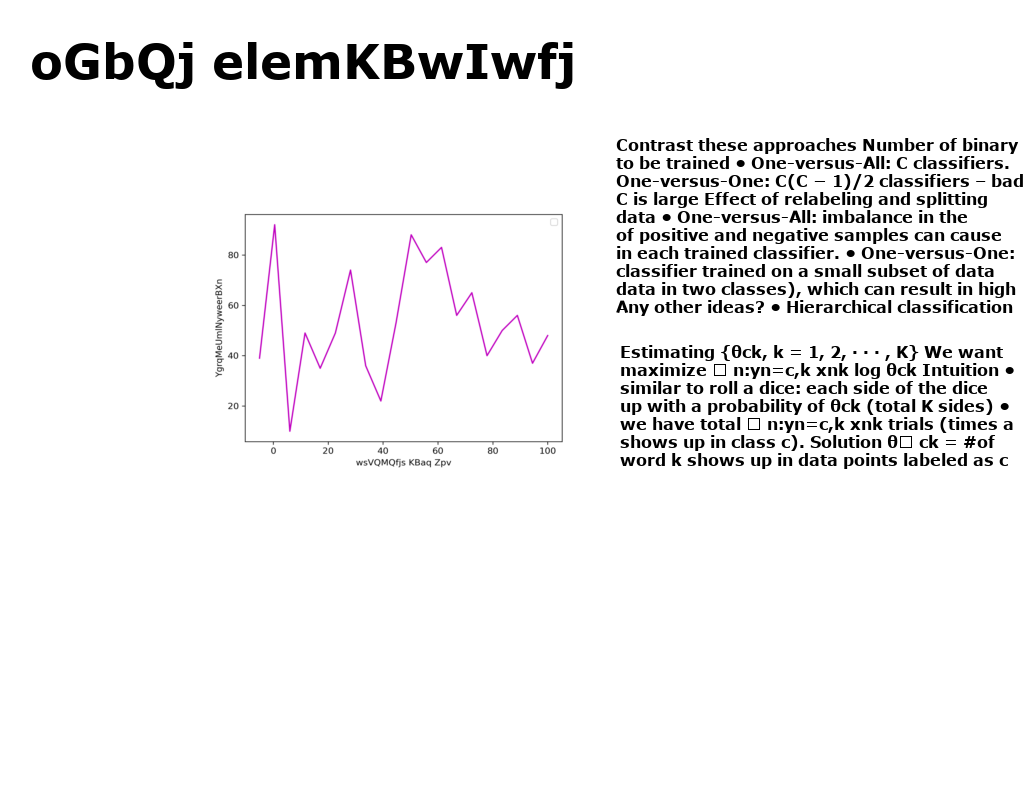 oGbQj elemKBwIwfj
Contrast these approaches Number of binary
to be trained • One-versus-All: C classifiers.
One-versus-One: C(C − 1)/2 classifiers – bad
C is large Effect of relabeling and splitting
data • One-versus-All: imbalance in the
of positive and negative samples can cause
in each trained classifier. • One-versus-One:
classifier trained on a small subset of data
data in two classes), which can result in high
Any other ideas? • Hierarchical classification
YgrqMeUmlNyweerBXn
80
60
40
20
0 20 40 60 80 100
wsVQMQfjs KBaq Zpv
Estimating {θck, k = 1, 2, · · · , K} We want
maximize □ n:yn=c,k xnk log θck Intuition •
similar to roll a dice: each side of the dice
up with a probability of θck (total K sides) •
we have total □ n:yn=c,k xnk trials (times a
shows up in class c). Solution θ□ ck = #of
word k shows up in data points labeled as c